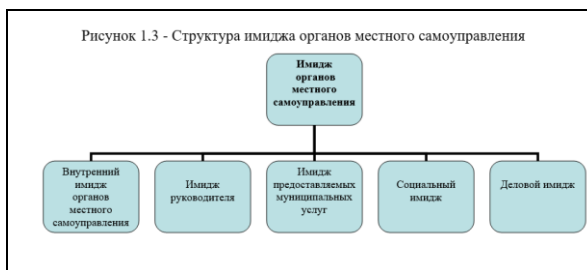 Рисунок 1.3 - Структура имиджа органов местного самоуправления
Имидж
органов
местного
самоуправления
Внутренний
имидж
органов
местного
самоуправления
Имидж
руководителя
Имидж
предоставляемых
муниципальных
услуг
Социальный
имидж
Деловой имидж